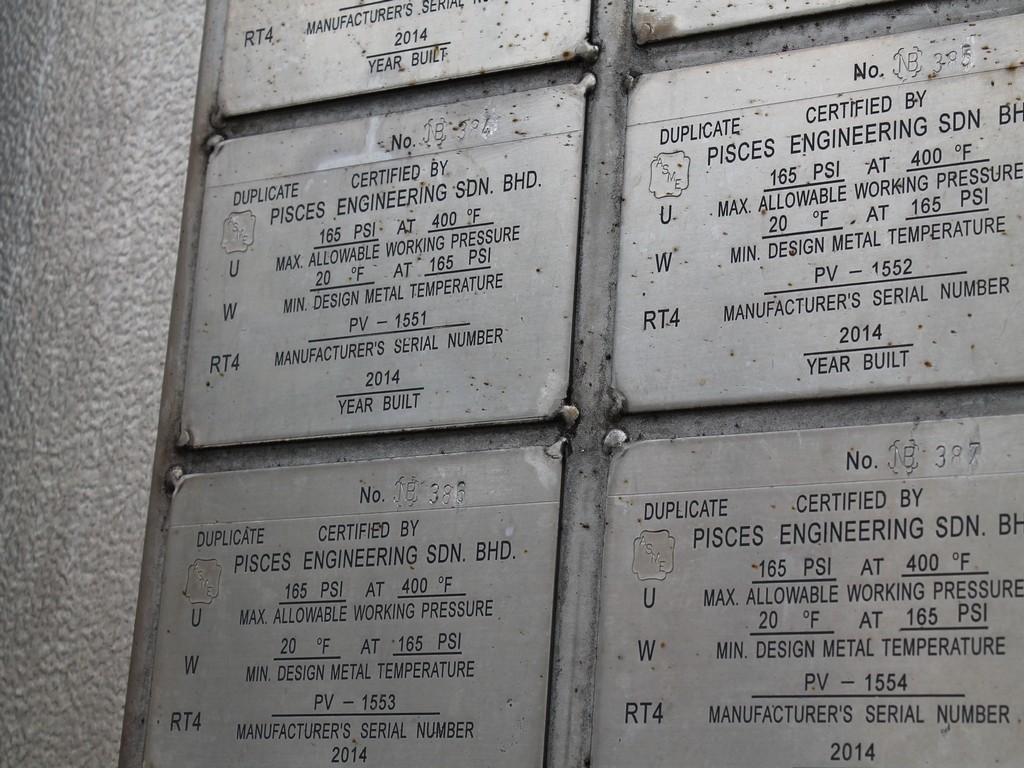 RT4
MANUFACTURER'S SERIAL
2014
YEAR BUILT
No. NB 384
DUPLICATE CERTIFIED BY
PISCES ENGINEERING SDN. BHD.
ASME
165 PSI AT 400 °F
U MAX. ALLOWABLE WORKING PRESSURE
20 °F AT 165 PSI
W MIN. DESIGN METAL TEMPERATURE
PV - 1551
RT4 MANUFACTURER'S SERIAL NUMBER
2014
YEAR BUILT
No. NB 385
DUPLICATE CERTIFIED BY
PISCES ENGINEERING SDN BH
ASME
165 PSI AT 400 °F
U MAX. ALLOWABLE WORKING PRESSURE
20 °F AT 165 PSI
W MIN. DESIGN METAL TEMPERATURE
PV - 1552
RT4 MANUFACTURER'S SERIAL NUMBER
2014
YEAR BUILT
No. NB 386
DUPLICATE CERTIFIED BY
PISCES ENGINEERING SDN. BHD.
ASME
165 PSI AT 400 °F
U MAX. ALLOWABLE WORKING PRESSURE
20 °F AT 165 PSI
W MIN. DESIGN METAL TEMPERATURE
PV - 1553
RT4 MANUFACTURER'S SERIAL NUMBER
2014
No. NB 387
DUPLICATE CERTIFIED BY
PISCES ENGINEERING SDN. BH
ASME
165 PSI AT 400 °F
U MAX. ALLOWABLE WORKING PRESSURE
20 °F AT 165 PSI
W MIN. DESIGN METAL TEMPERATURE
PV - 1554
RT4 MANUFACTURER'S SERIAL NUMBER
2014